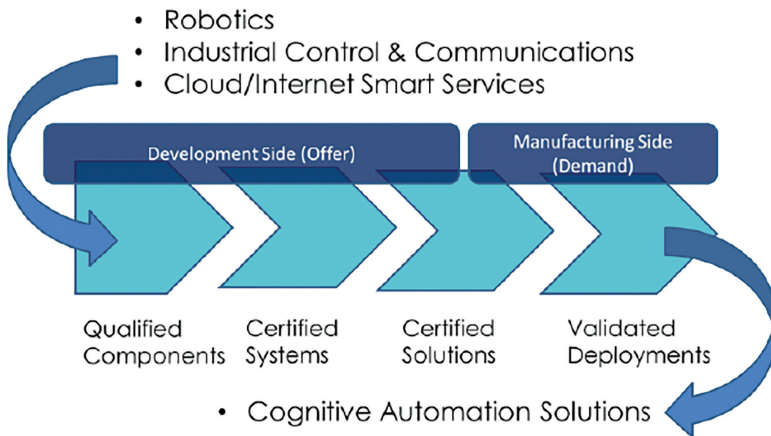 • Robotics
• Industrial Control & Communications
• Cloud/Internet Smart Services
Development Side (Offer)
Manufacturing Side
(Demand)
Qualified
Components
Certified
Systems
Certified
Solutions
Validated
Deployments
• Cognitive Automation Solutions